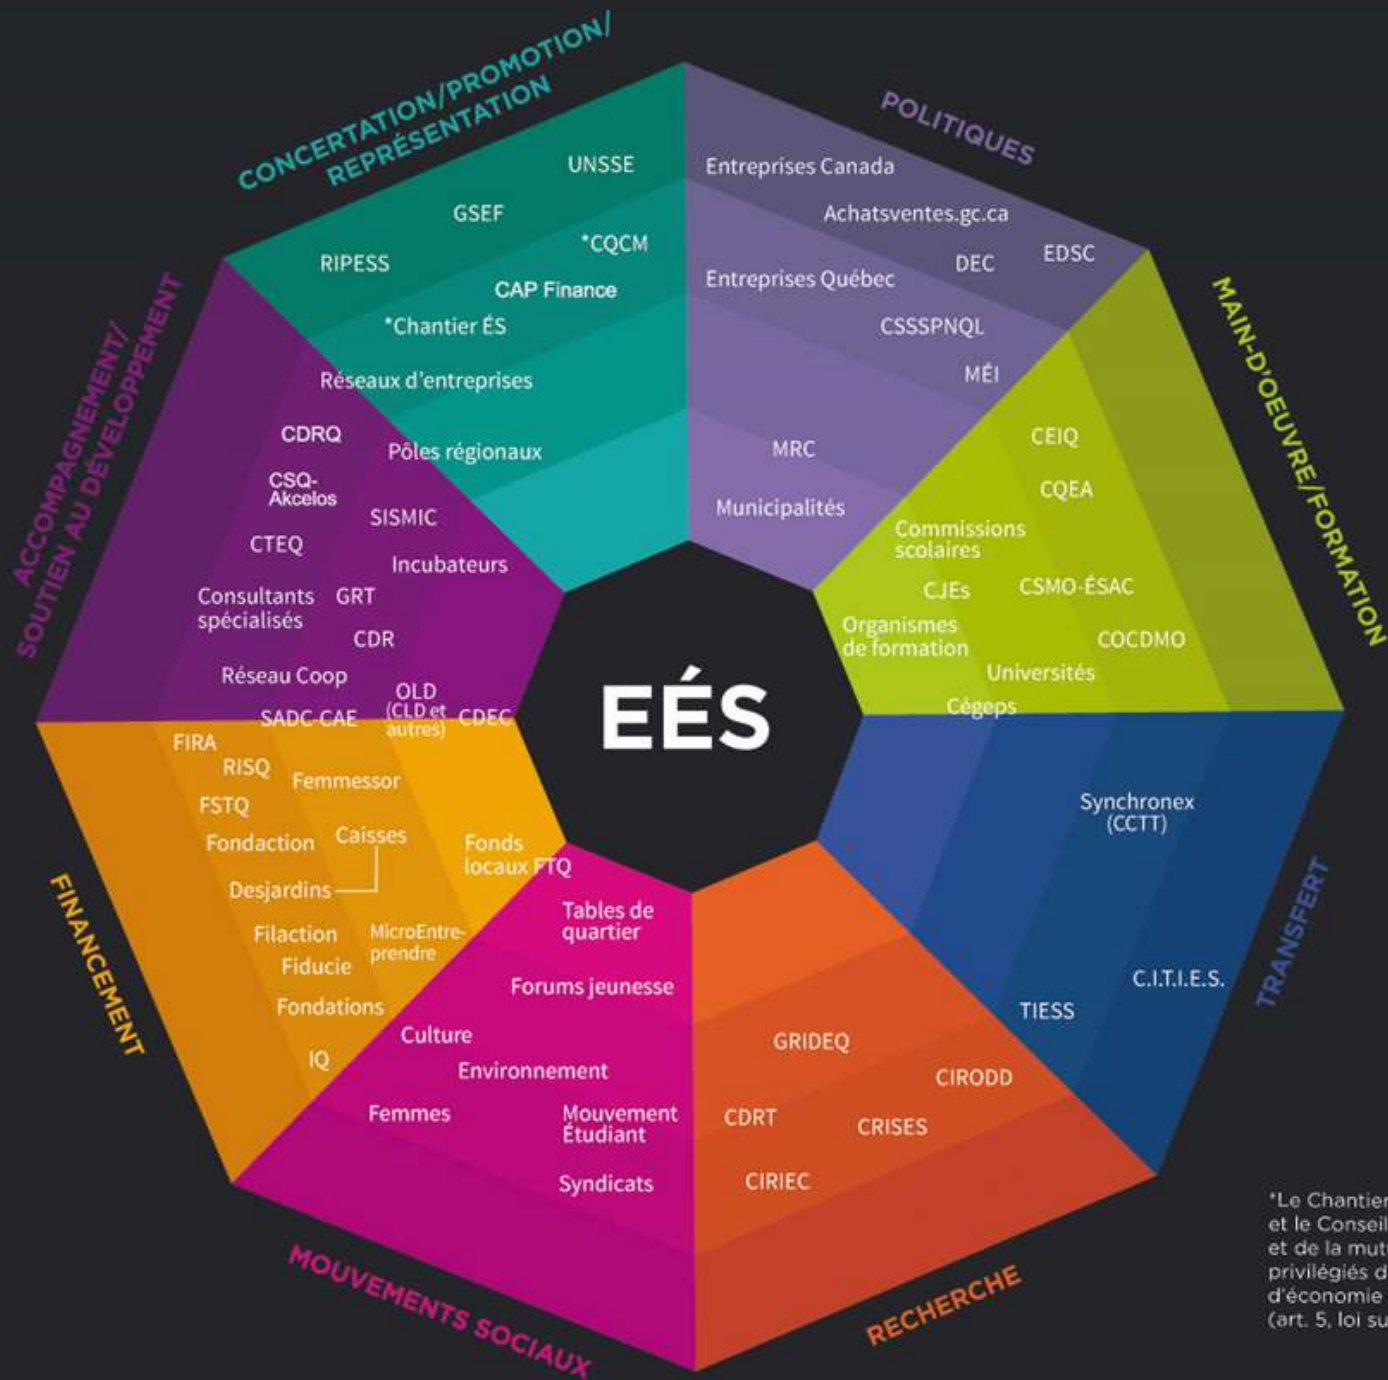 CONCERTATION/PROMOTION/
REPRÉSENTATION
UNSSE
GSEF
*CQCM
RIPESS
CAP Finance
*Chantier ÉS
Réseaux d'entreprises
Pôles régionaux
POLITIQUES
Entreprises Canada
Achatsventes.gc.ca
EDSC
DEC
Entreprises Québec
CSSSPNQL
MÉI
MRC
Municipalités
MAIN-D'OEUVRE/FORMATION
CEIQ
CQEA
Commissions
scolaires
CJEs
CSMO-ÉSAC
Organismes
de formation
COCDMO
Universités
Cégeps
TRANSFERT
Synchronex
(CCTT)
C.I.T.I.E.S.
TIESS
RECHERCHE
GRIDEQ
CIRODD
CDRT
CRISES
CIRIEC
MOUVEMENTS SOCIAUX
Tables de
quartier
Forums jeunesse
Culture
Environnement
Femmes
Mouvement
Étudiant
Syndicats
FINANCEMENT
FIRA
RISQ
Femmessor
FSTQ
Fondaction
Caisses
Desjardins
Fonds
locaux FTQ
Filaction
MicroEntre-
prendre
Fiducie
Fondations
IQ
ACCOMPAGNEMENT/
SOUTIEN AU DÉVELOPPEMENT
CDRQ
CSQ-
Akcelos
SISMIC
CTEQ
Incubateurs
Consultants
spécialisés
GRT
CDR
Réseau Coop
OLD
(CLD et
autres)
SADC-CAE
CDEC
EÉS
*Le Chantier
et le Conseil
et de la mut
privilégiés d
d'économie
(art. 5, loi su